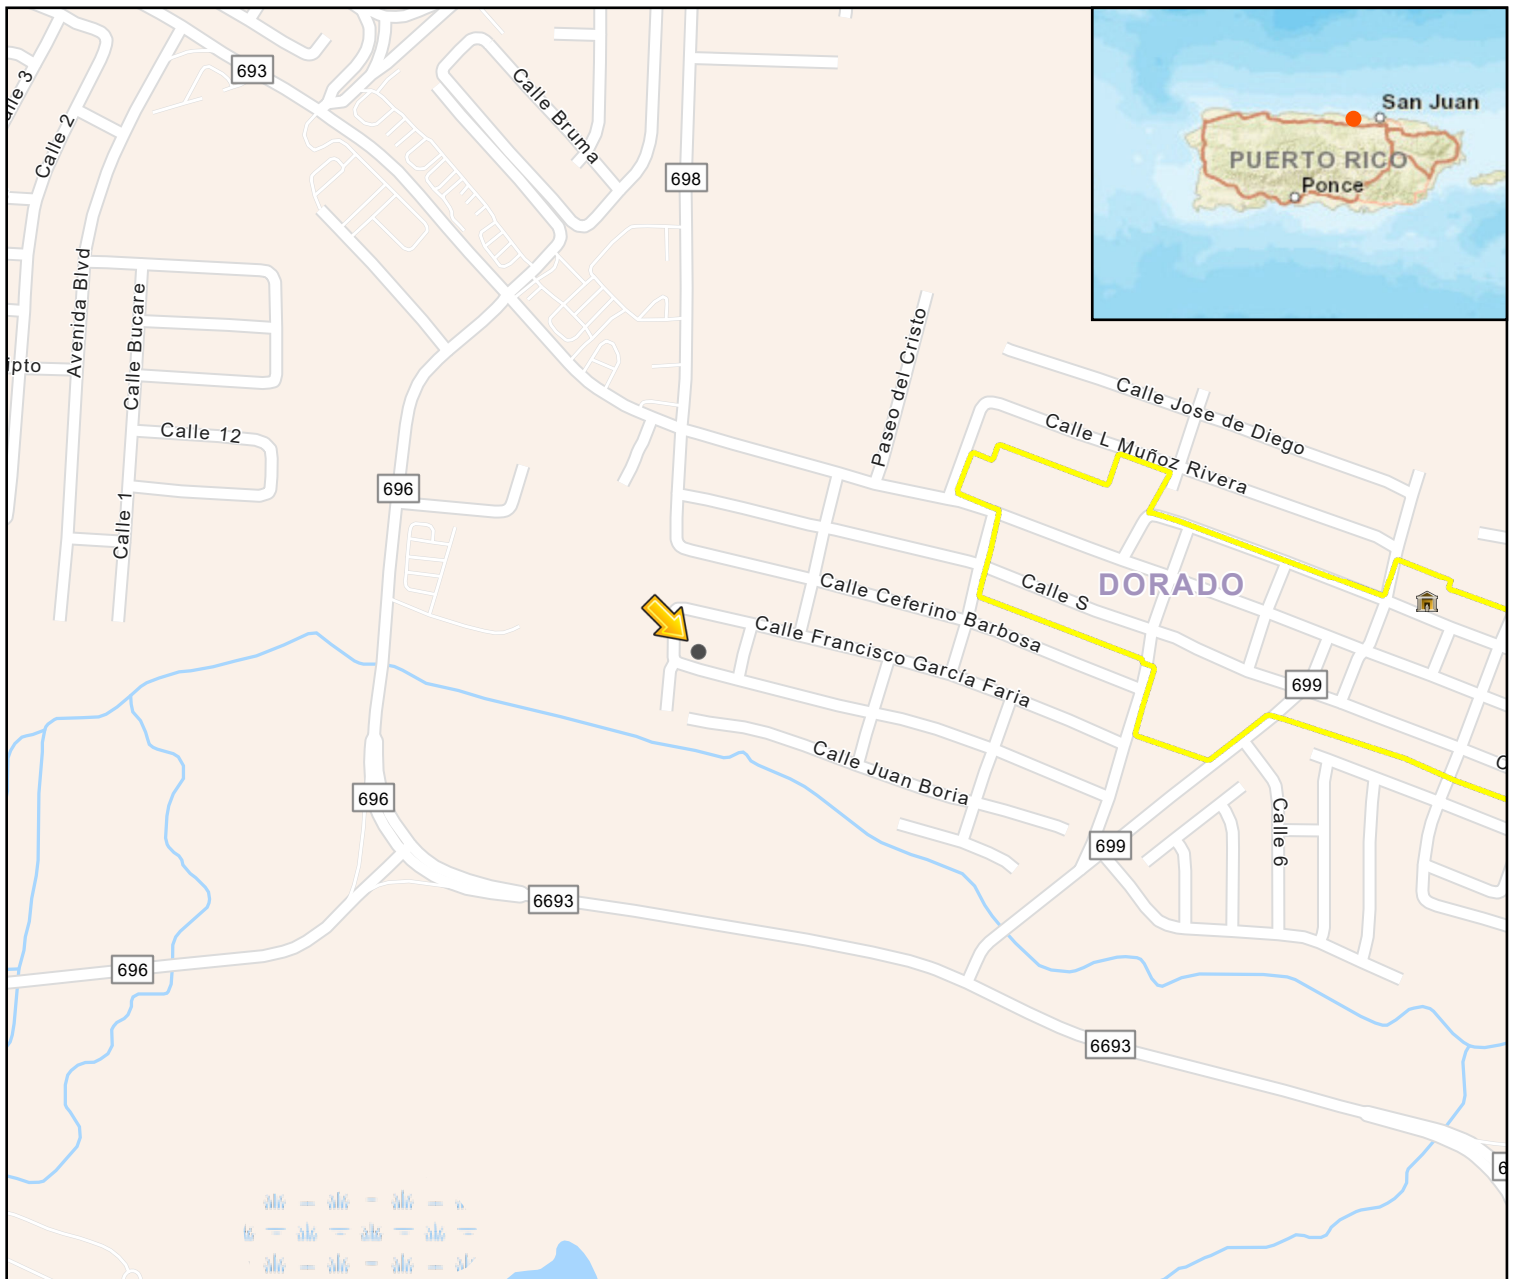 693
Calle Bruma
San Juan
PUERTO RICO
Ponce
Calle 2
698
Avenida Blvd
Calle Bucare
ipto
Calle 12
Calle 1
696
Paseo del Cristo
Calle Jose de Diego
Calle L Muñoz Rivera
DORADO
Calle S
Calle Ceferino Barbosa
Calle Francisco García Faria
699
Calle Juan Boria
696
Calle 6
699
6693
696
6693